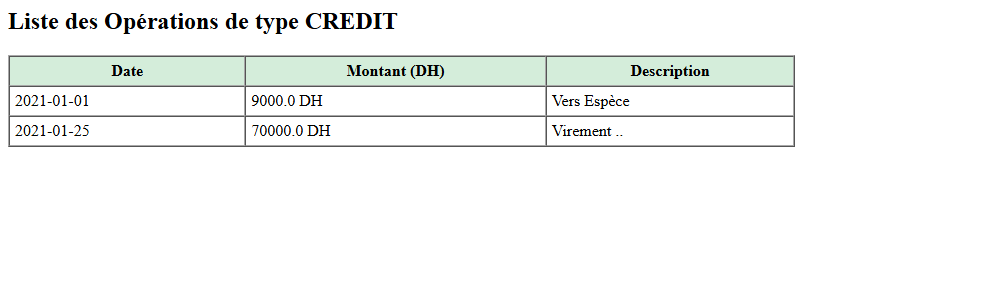 Liste des Opérations de type CREDIT
Date Montant (DH) Description
2021-01-01 9000.0 DH Vers Espèce
2021-01-25 70000.0 DH Virement ..